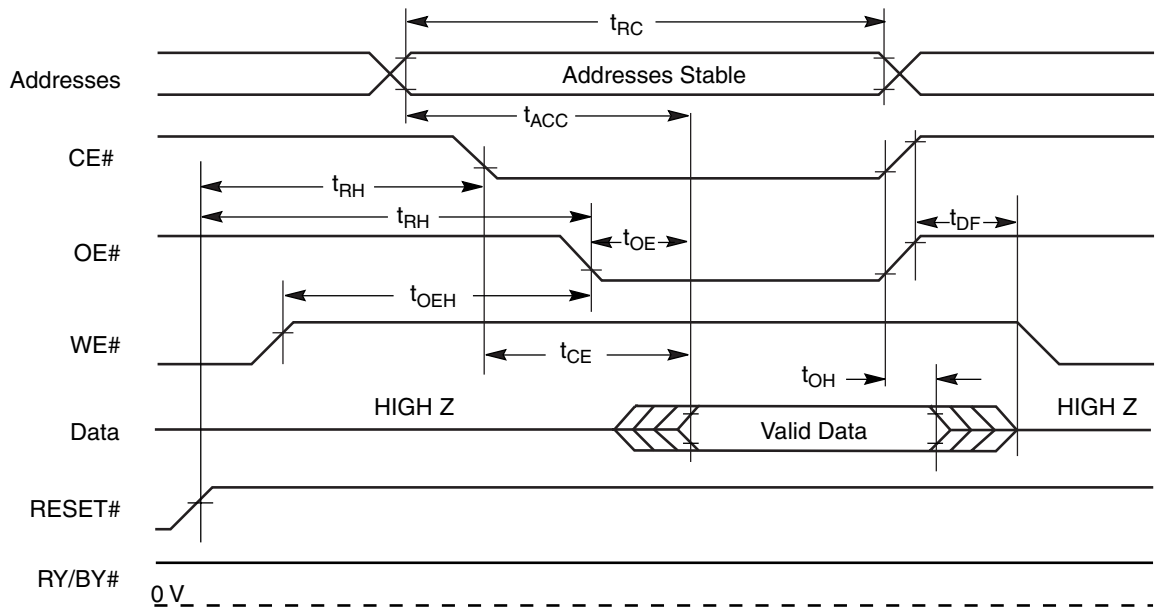 tRC
Addresses
Addresses Stable
tACC
CE#
tRH
tRH
tDF
OE#
tOE
tOEH
WE#
tCE
tOH
HIGH Z
HIGH Z
Data
Valid Data
RESET#
RY/BY#
0 V